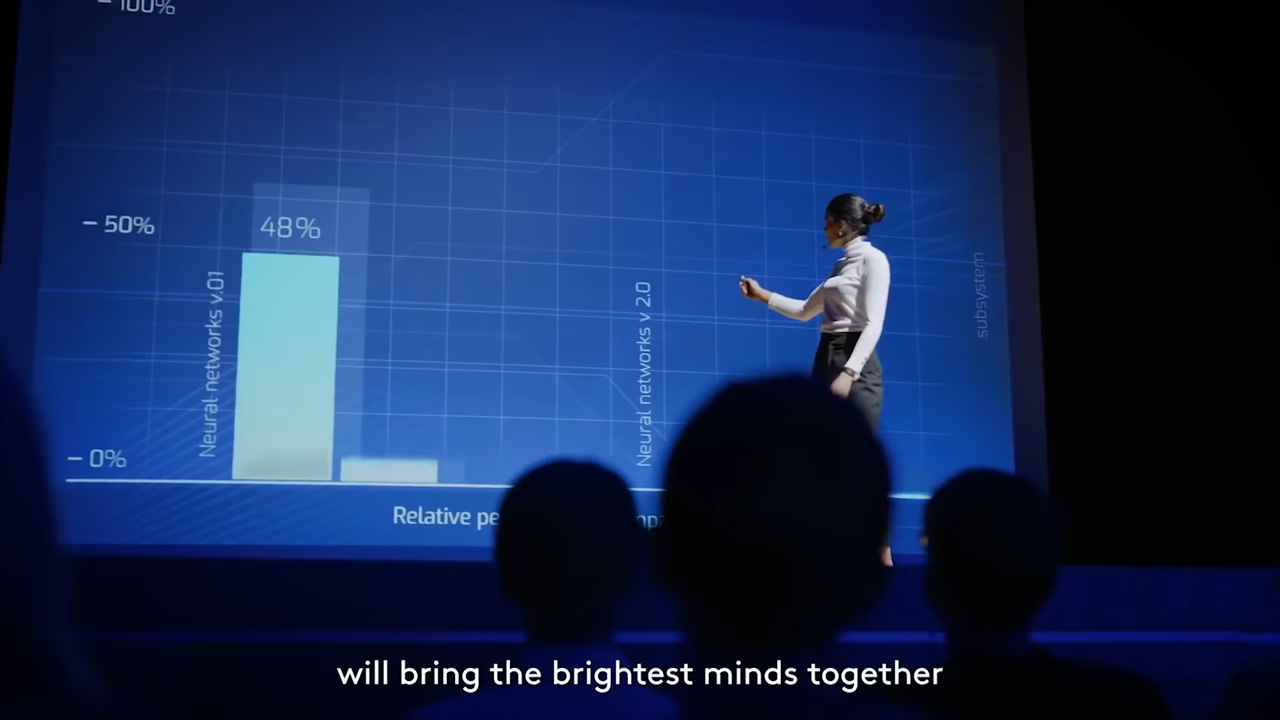 – 100%
– 50%
48%
Neural networks v.01
Neural networks v 2.0
subsystem
– 0%
Relative
will bring the brightest minds together